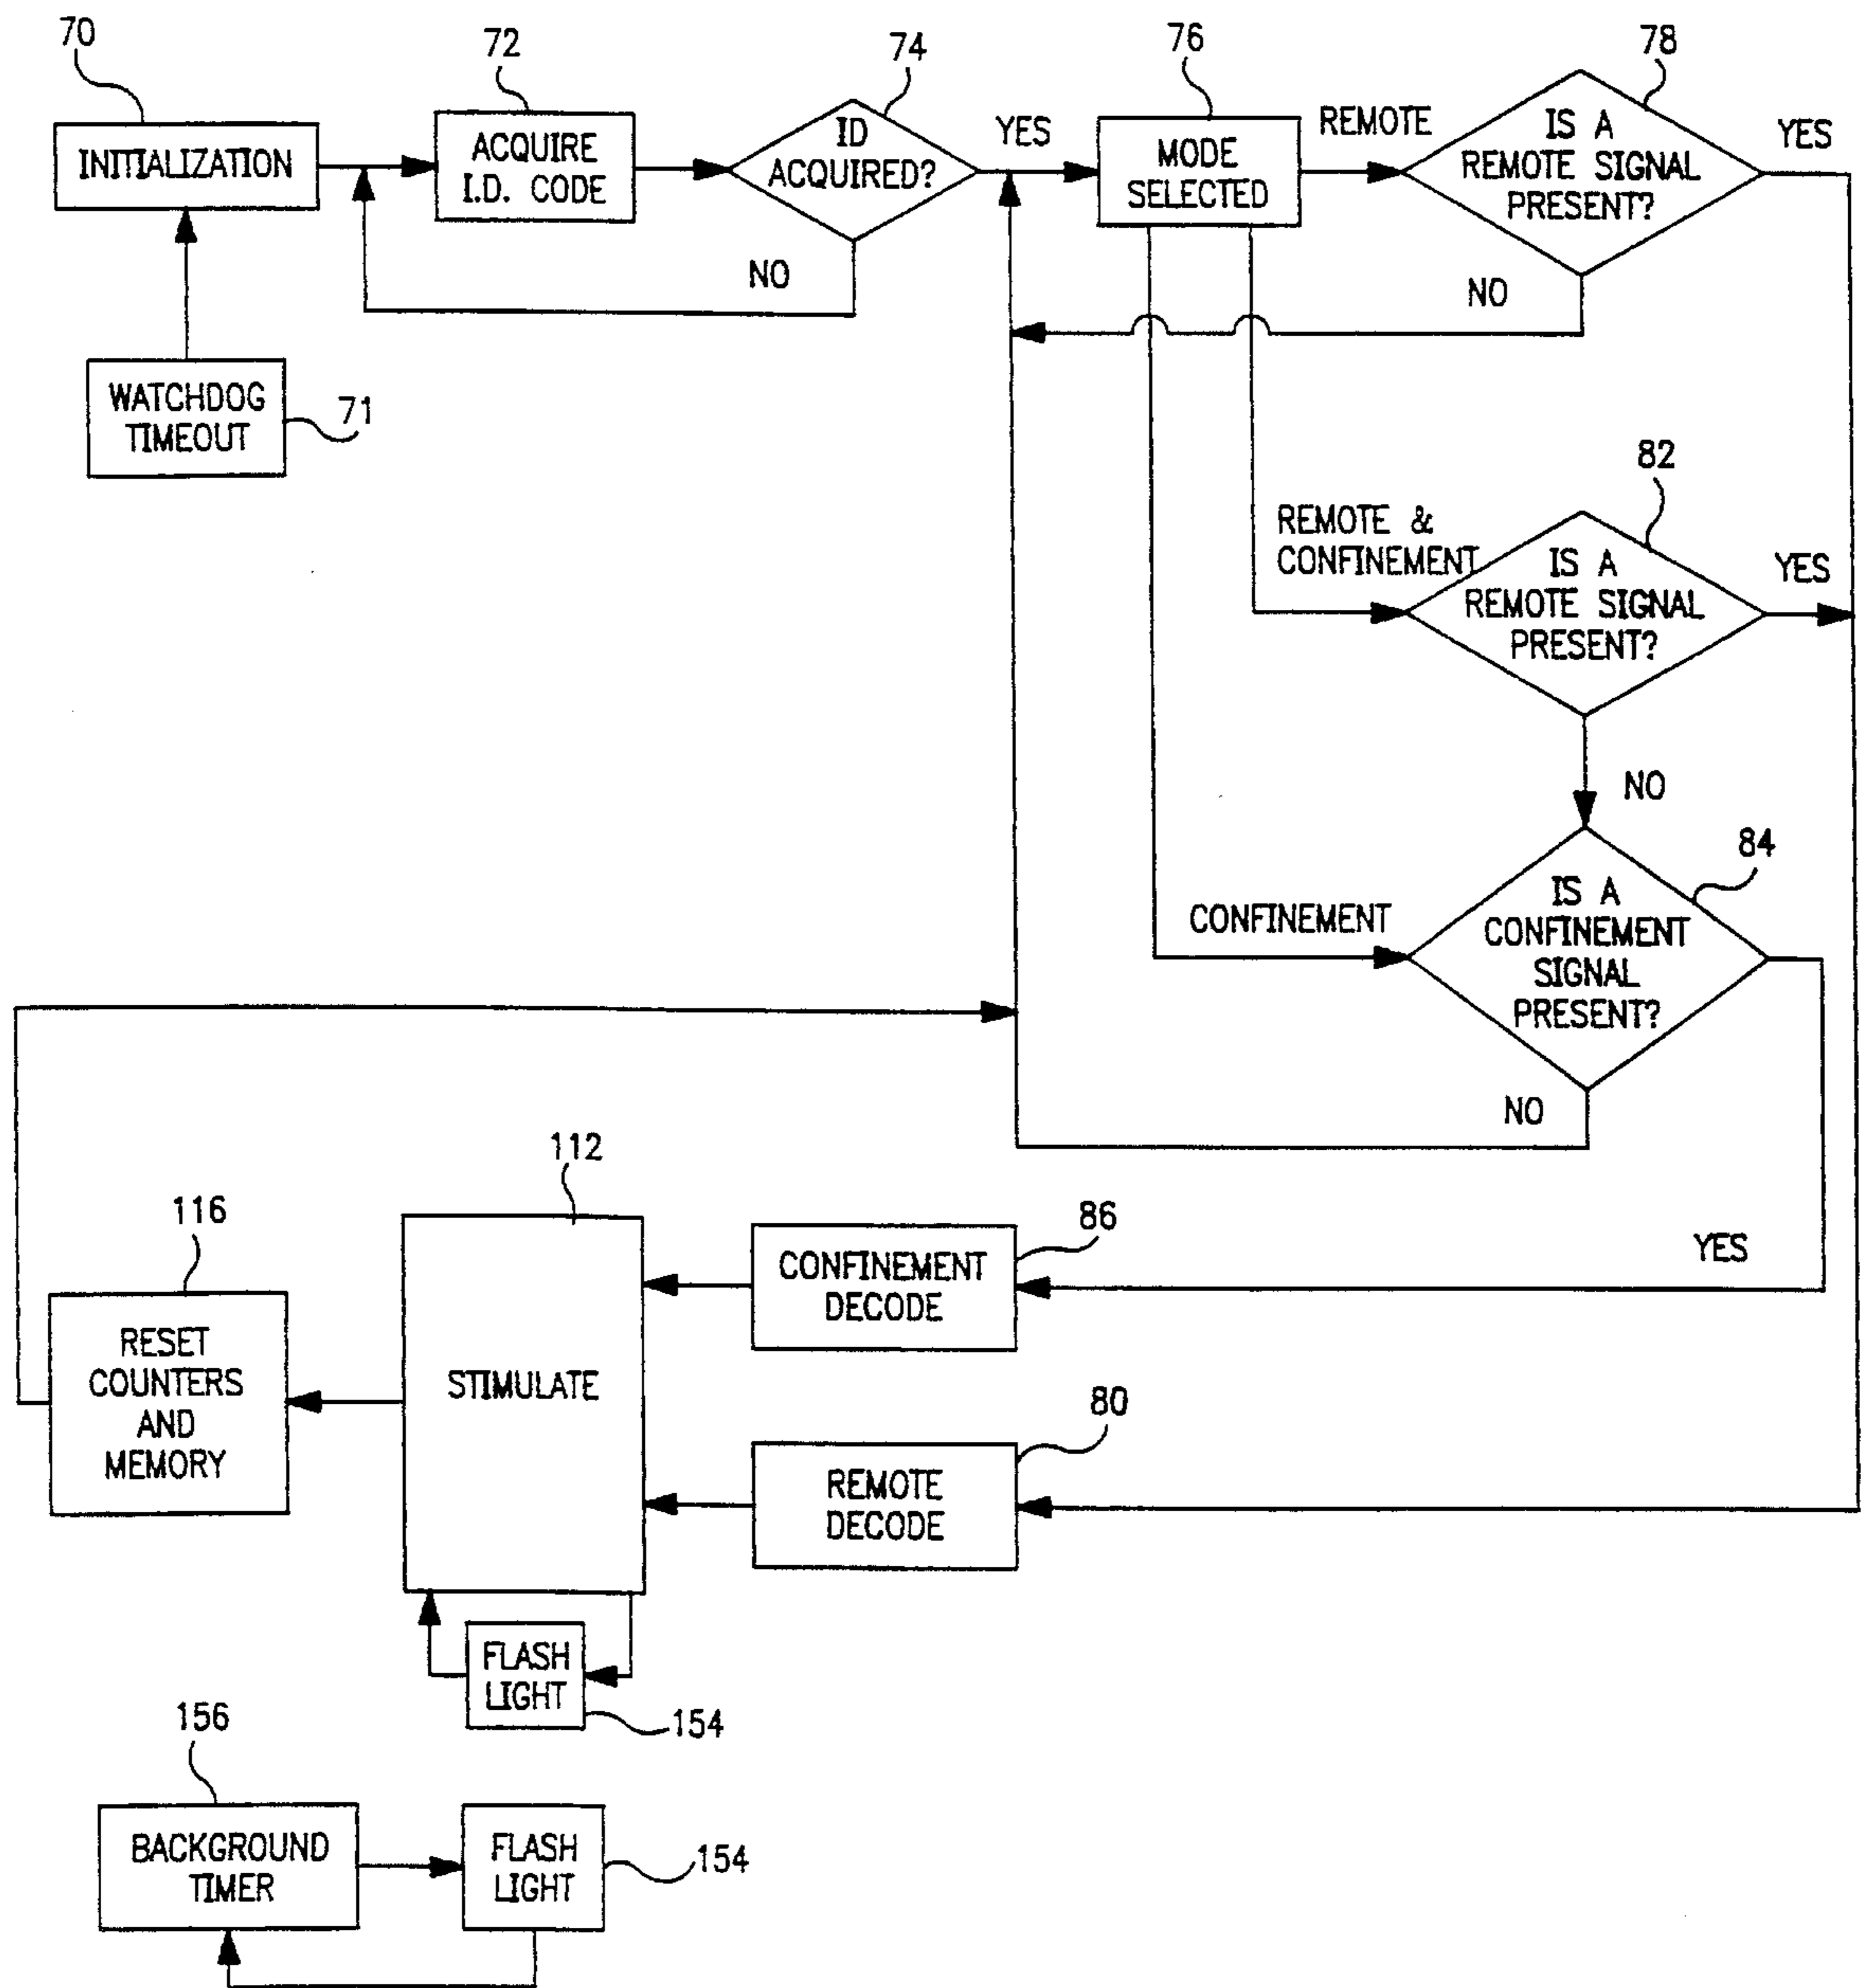 70
INITIALIZATION
72
ACQUIRE
I.D. CODE
74
ID
ACQUIRED?
YES
NO
76
MODE
SELECTED
REMOTE
78
IS A
REMOTE SIGNAL
PRESENT?
YES
NO
WATCHDOG
TIMEOUT
71
REMOTE &
CONFINEMENT
82
IS A
REMOTE SIGNAL
PRESENT?
YES
NO
CONFINEMENT
84
IS A
CONFINEMENT
SIGNAL
PRESENT?
NO
YES
116
RESET
COUNTERS
AND
MEMORY
112
STIMULATE
86
CONFINEMENT
DECODE
80
REMOTE
DECODE
FLASH
LIGHT
154
156
BACKGROUND
TIMER
FLASH
LIGHT
154